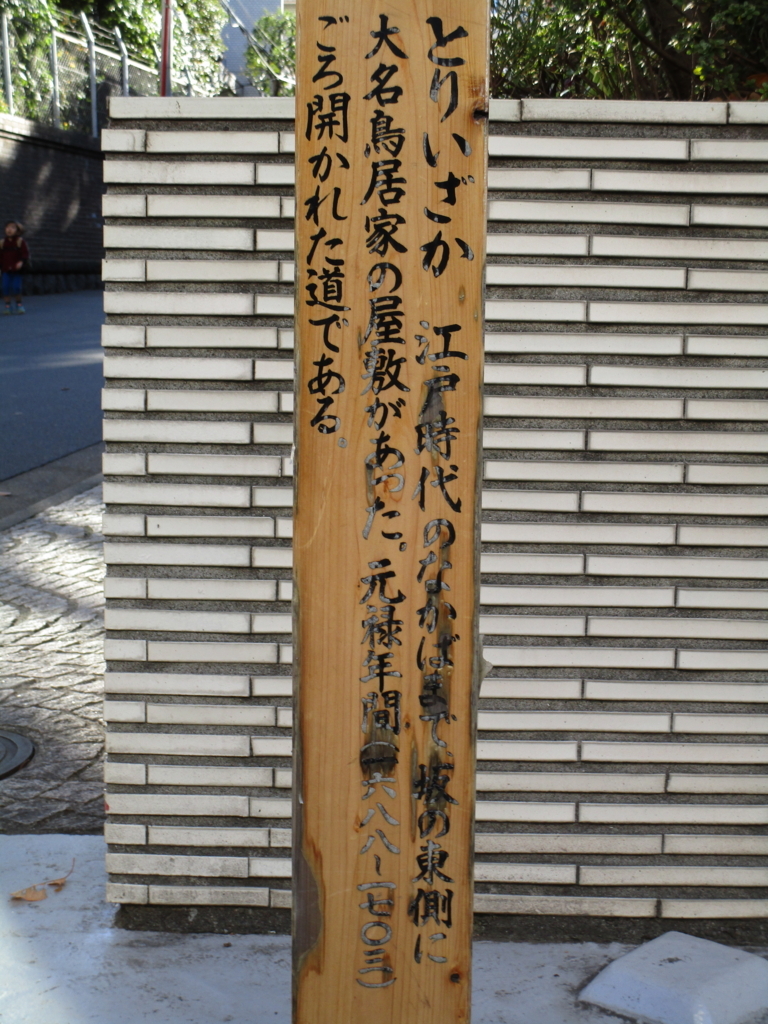 とりいざか　江戸時代のなかばまで、坂の東側に
大名鳥居家の屋敷があった。元禄年間（一六八八～一七〇三）
ごろ開かれた道である。